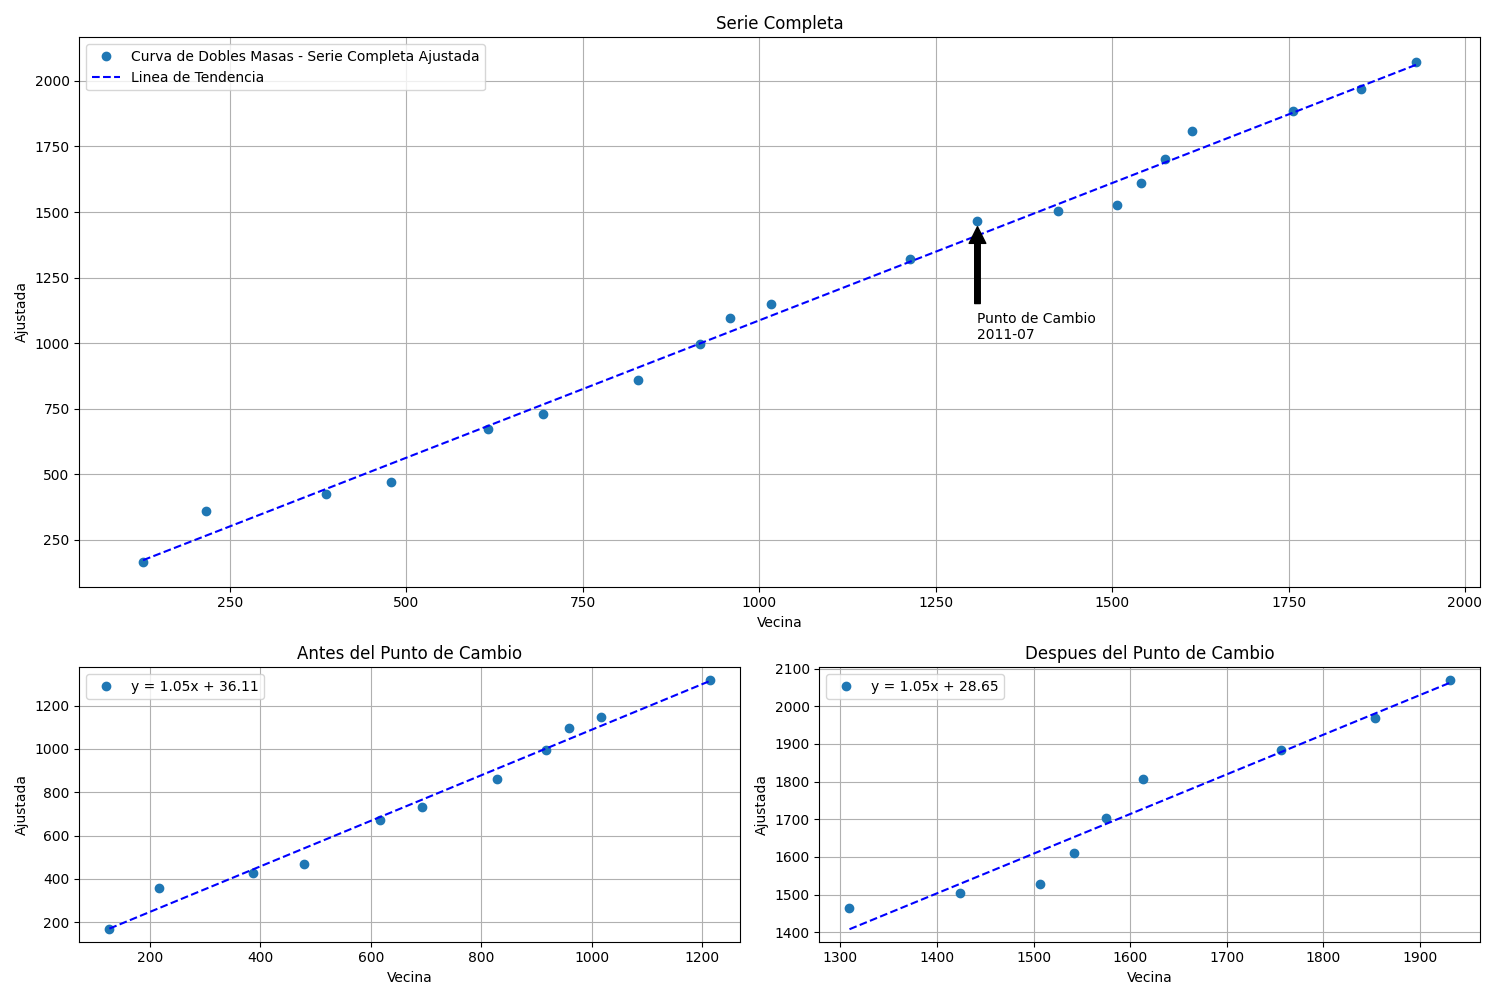 Serie Completa
Curva de Dobles Masas - Serie Completa Ajustada
Linea de Tendencia
2000
1750
1500
1250
1000
750
500
250
Ajustada
Punto de Cambio
2011-07
250 500 750 1000 1250 1500 1750 2000
Vecina
Antes del Punto de Cambio
y = 1.05x + 36.11
1200
1000
800
600
400
200
Ajustada
200 400 600 800 1000 1200
Vecina
Despues del Punto de Cambio
y = 1.05x + 28.65
2100
2000
1900
1800
1700
1600
1500
1400
Ajustada
1300 1400 1500 1600 1700 1800 1900
Vecina